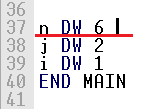 36
37 n DW 6
38 j DW 2
39 i DW 1
40 END MAIN
41